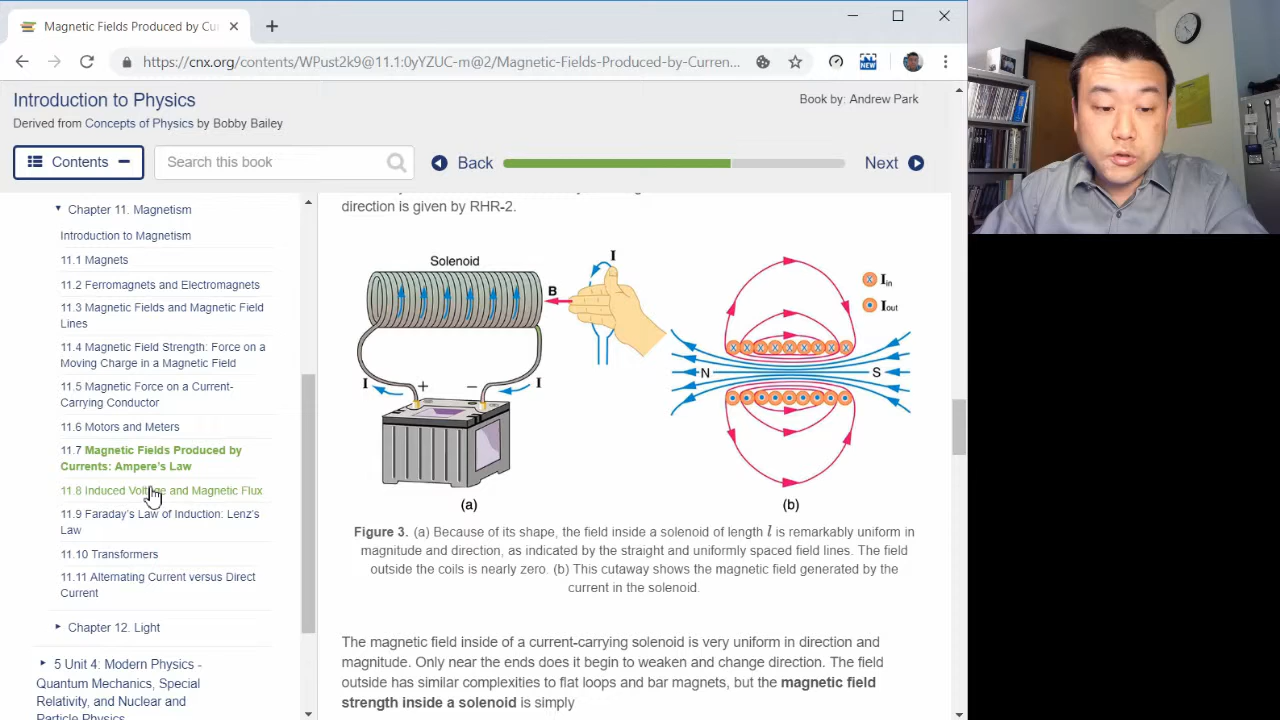 Magnetic Fields Produced by Cur
https://cnx.org/contents/WPust2k9@11.1:0yYZUC-m@2/Magnetic-Fields-Produced-by-Curren...
NEW
Introduction to Physics
Book by: Andrew Park
Derived from Concepts of Physics by Bobby Bailey
Contents
Search this book
Back
Next
Chapter 11. Magnetism
Introduction to Magnetism
11.1 Magnets
11.2 Ferromagnets and Electromagnets
11.3 Magnetic Fields and Magnetic Field
Lines
11.4 Magnetic Field Strength: Force on a
Moving Charge in a Magnetic Field
11.5 Magnetic Force on a Current-
Carrying Conductor
11.6 Motors and Meters
11.7 Magnetic Fields Produced by
Currents: Ampere's Law
11.8 Induced Voltage and Magnetic Flux
11.9 Faraday's Law of Induction: Lenz's
Law
11.10 Transformers
11.11 Alternating Current versus Direct
Current
Chapter 12. Light
5 Unit 4: Modern Physics -
Quantum Mechanics, Special
Relativity, and Nuclear and
Particle Physics
direction is given by RHR-2.
Solenoid
I
B
I + − I
(a)
I in
I out
N S
(b)
Figure 3. (a) Because of its shape, the field inside a solenoid of length l is remarkably uniform in
magnitude and direction, as indicated by the straight and uniformly spaced field lines. The field
outside the coils is nearly zero. (b) This cutaway shows the magnetic field generated by the
current in the solenoid.
The magnetic field inside of a current-carrying solenoid is very uniform in direction and
magnitude. Only near the ends does it begin to weaken and change direction. The field
outside has similar complexities to flat loops and bar magnets, but the magnetic field
strength inside a solenoid is simply